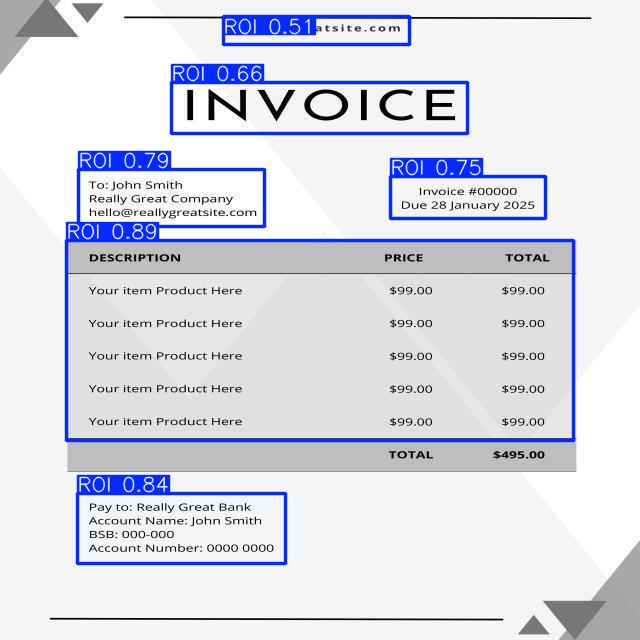 ROI 0.51
atsite.com
ROI 0.66
INVOICE
ROI 0.79
To: John Smith
Really Great Company
hello@reallygreatsite.com
ROI 0.75
Invoice #00000
Due 28 January 2025
ROI 0.89
DESCRIPTION PRICE TOTAL
Your item Product Here $99.00 $99.00
Your item Product Here $99.00 $99.00
Your item Product Here $99.00 $99.00
Your item Product Here $99.00 $99.00
Your item Product Here $99.00 $99.00
TOTAL $495.00
ROI 0.84
Pay to: Really Great Bank
Account Name: John Smith
BSB: 000-000
Account Number: 0000 0000